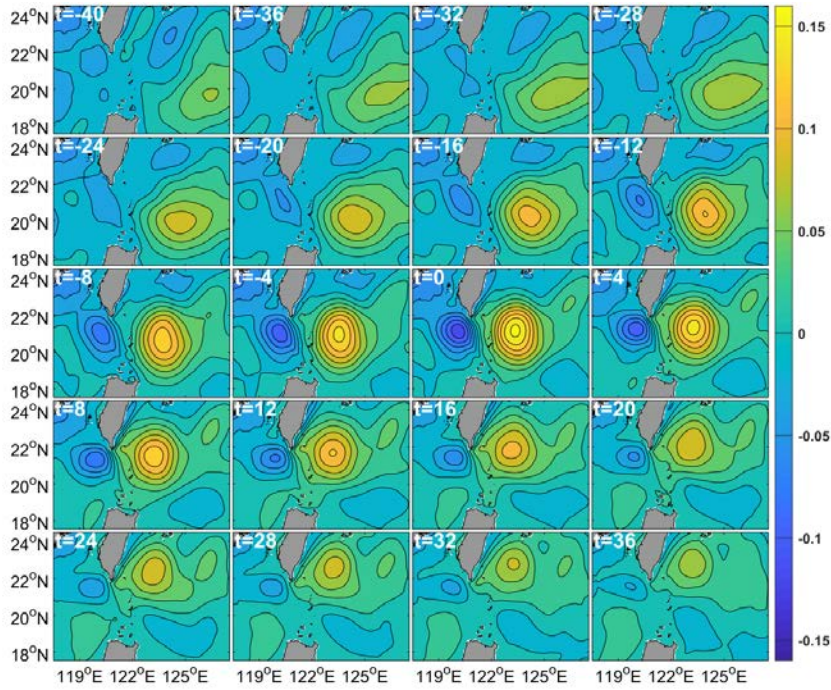 t=-40 t=-36 t=-32 t=-28
24°N
22°N
20°N
18°N
t=-24 t=-20 t=-16 t=-12
24°N
22°N
20°N
18°N
t=-8 t=-4 t=0 t=4
24°N
22°N
20°N
18°N
t=8 t=12 t=16 t=20
24°N
22°N
20°N
18°N
t=24 t=28 t=32 t=36
24°N
22°N
20°N
18°N
119°E 122°E 125°E 119°E 122°E 125°E 119°E 122°E 125°E 119°E 122°E 125°E
0.15
0.1
0.05
0
-0.05
-0.1
-0.15